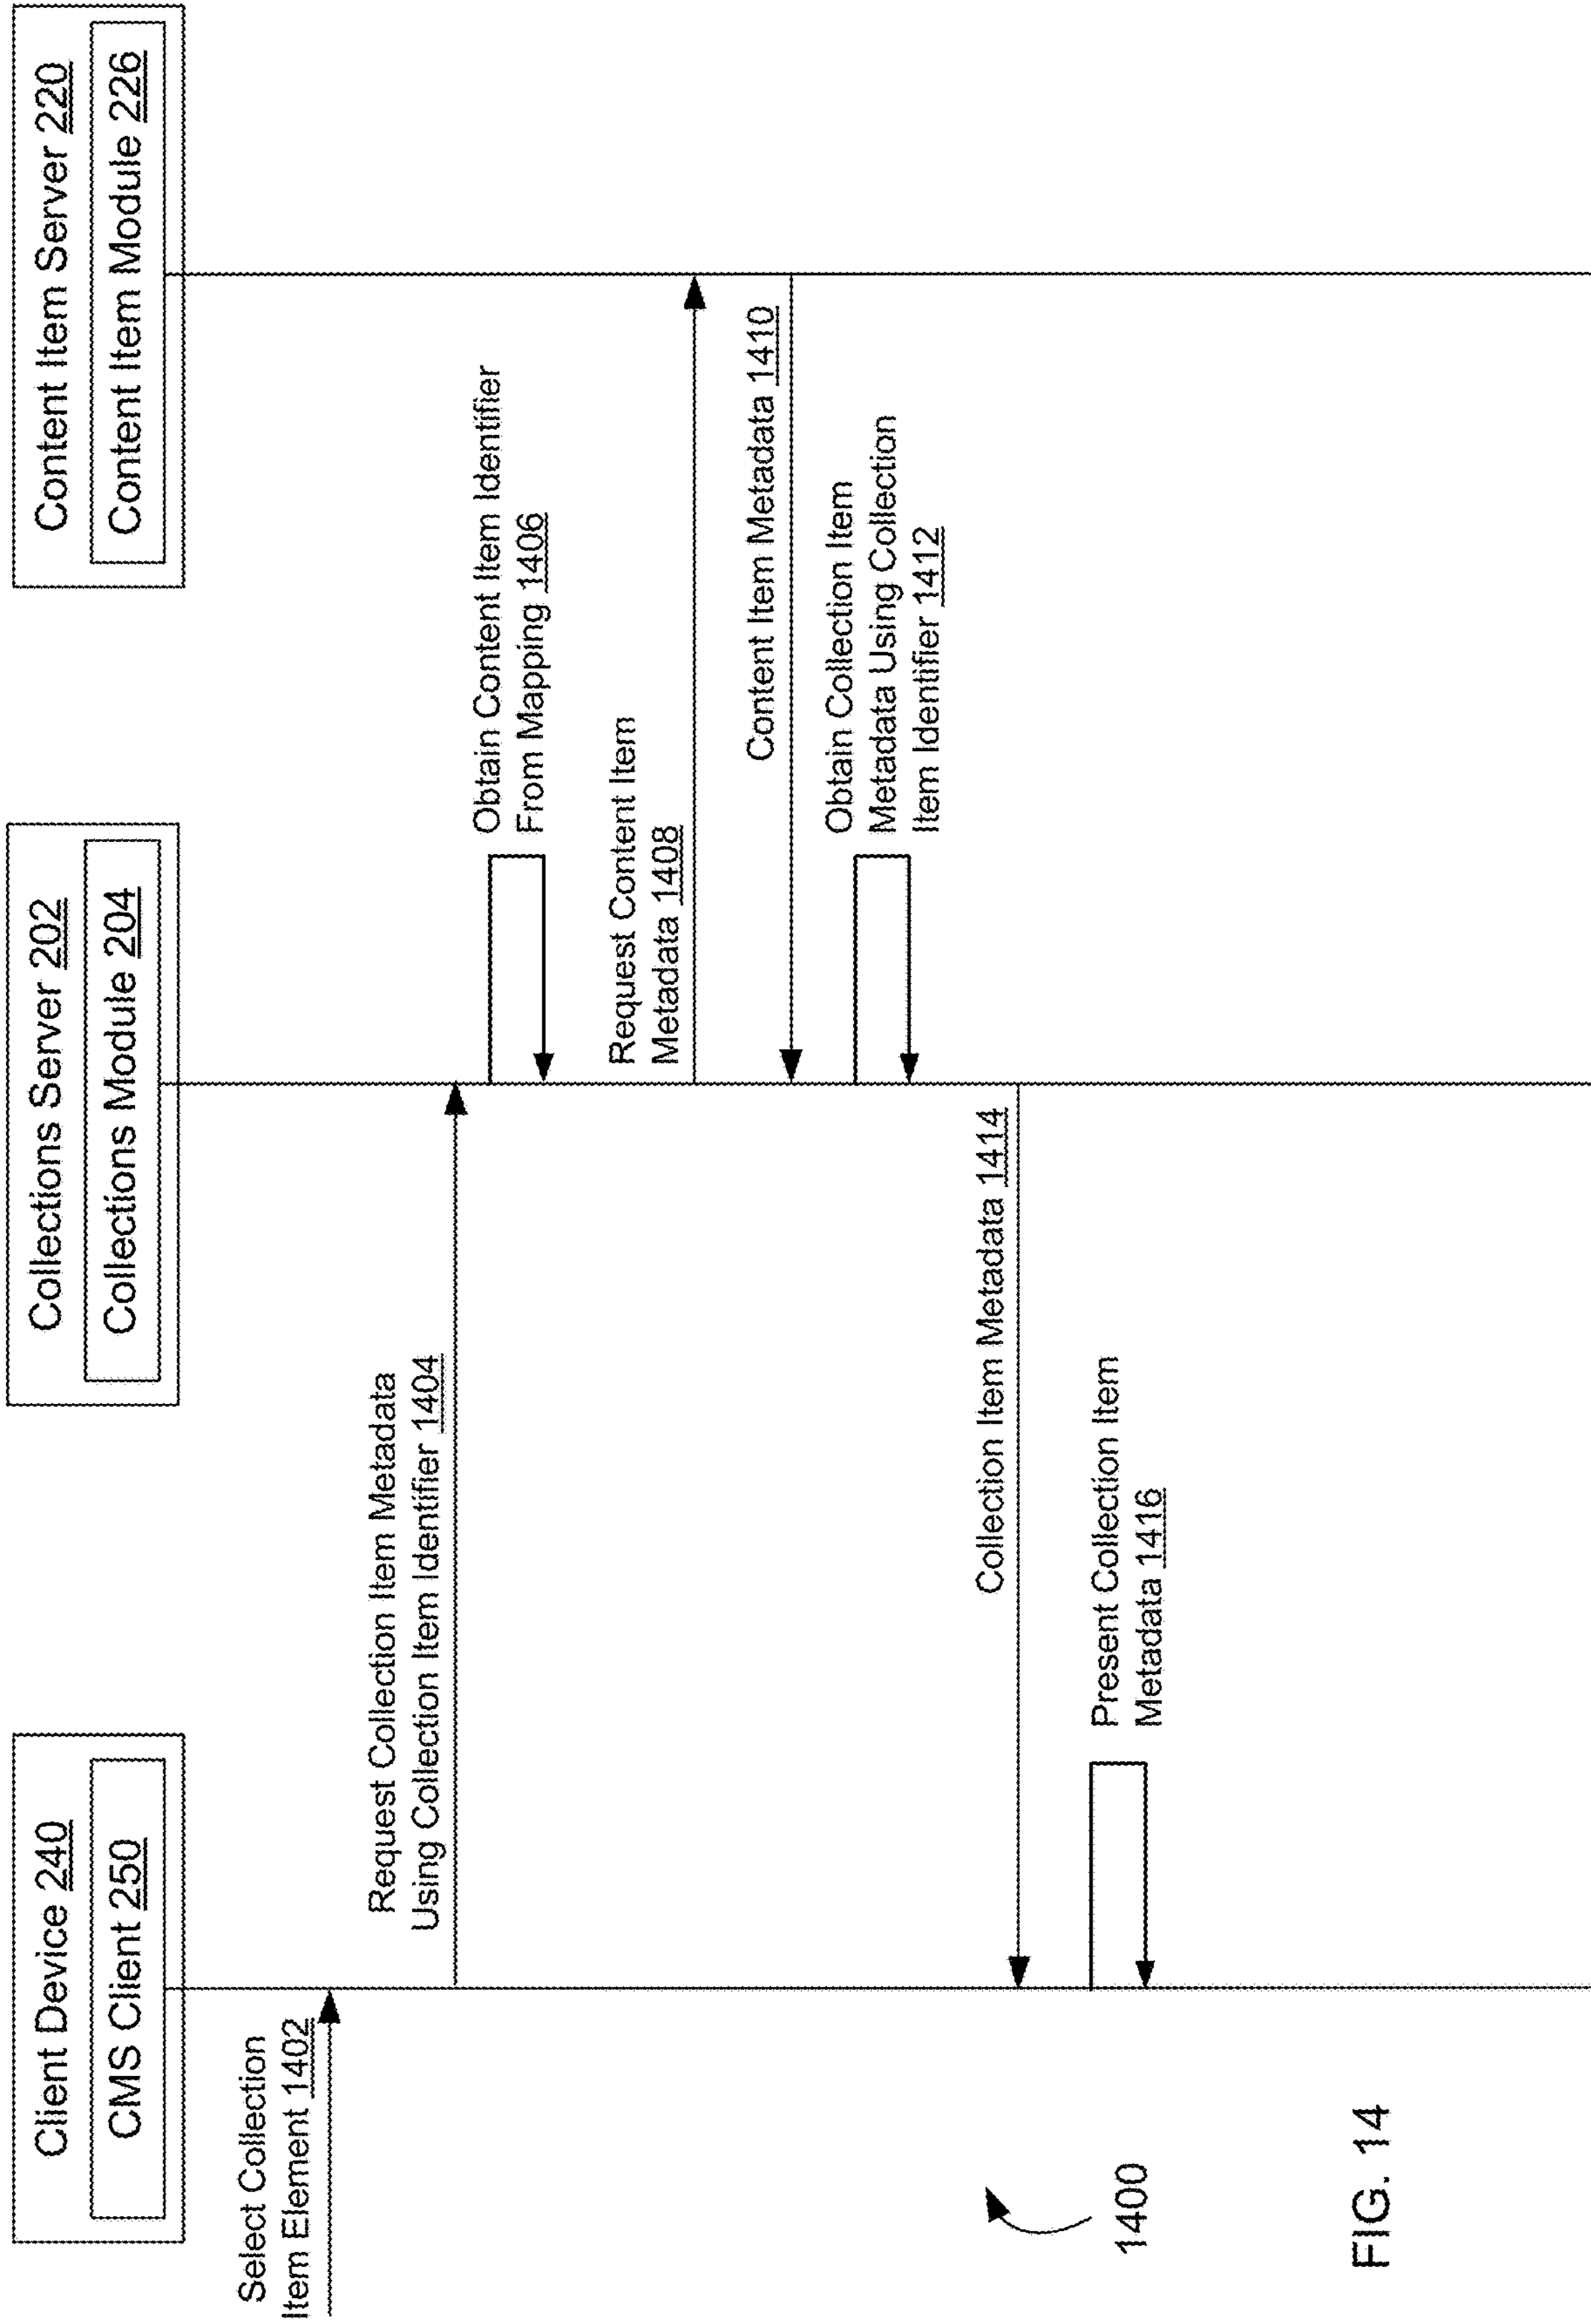 Client Device 240
CMS Client 250
Collections Server 202
Collections Module 204
Content Item Server 220
Content Item Module 226
Select Collection
Item Element 1402
Request Collection Item Metadata
Using Collection Item Identifier 1404
Obtain Content Item Identifier
From Mapping 1406
Request Content Item
Metadata 1408
Content Item Metadata 1410
Obtain Collection Item
Metadata Using Collection
Item Identifier 1412
Collection Item Metadata 1414
Present Collection Item
Metadata 1416
1400
FIG. 14